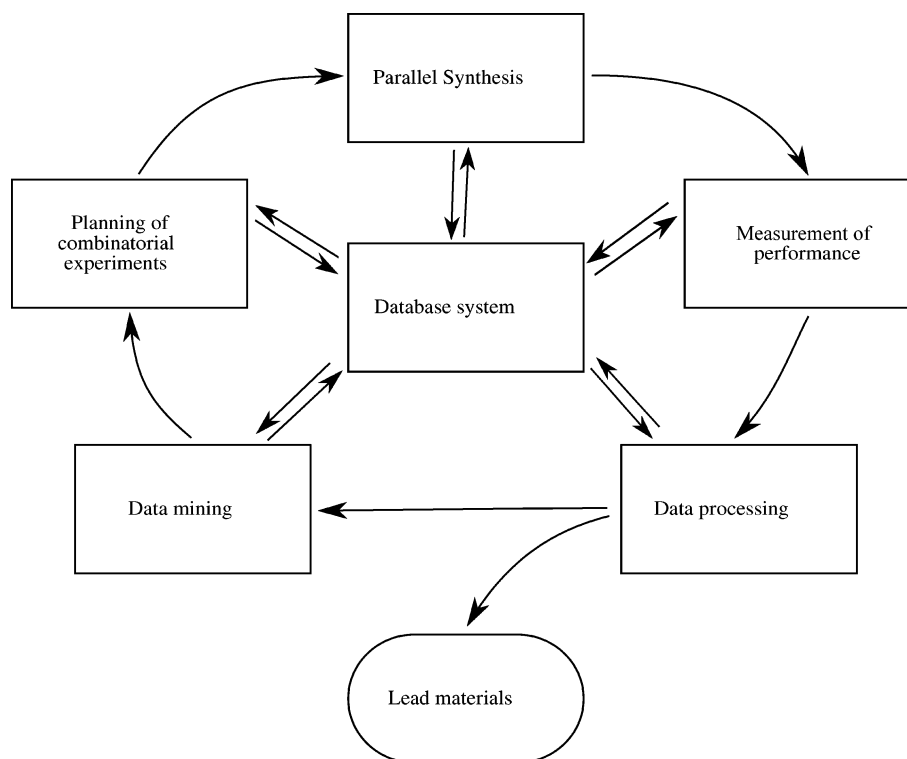 Parallel Synthesis
Planning of
combinatorial
experiments
Measurement of
performance
Database system
Data mining
Data processing
Lead materials